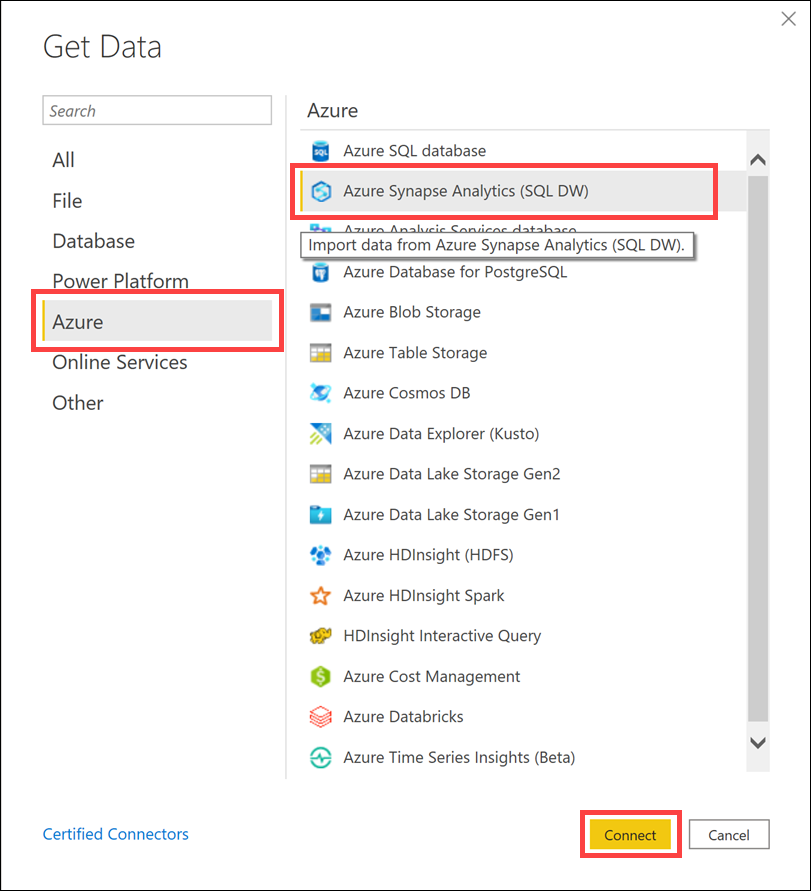 Get Data
Search
All
File
Database
Power Platform
Azure
Online Services
Other
Azure
Azure SQL database
Azure Synapse Analytics (SQL DW)
Azure Analysis Services database
Import data from Azure Synapse Analytics (SQL DW).
Azure Database for PostgreSQL
Azure Blob Storage
Azure Table Storage
Azure Cosmos DB
Azure Data Explorer (Kusto)
Azure Data Lake Storage Gen2
Azure Data Lake Storage Gen1
Azure HDInsight (HDFS)
Azure HDInsight Spark
HDInsight Interactive Query
Azure Cost Management
Azure Databricks
Azure Time Series Insights (Beta)
Certified Connectors
Connect
Cancel